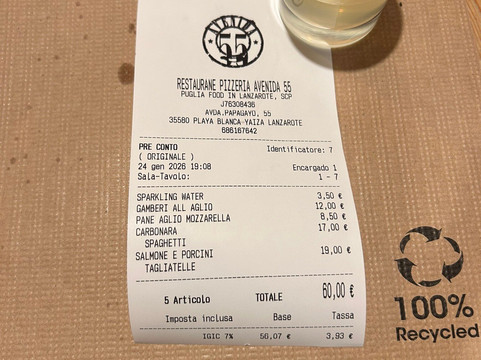 AVENIDA
55
RESTAURANE PIZZERIA AVENIDA 55
PUGLIA FOOD IN LANZAROTE, SCP
J76308436
AVDA.PAPAGAYO, 55
35580 PLAYA BLANCA-YAIZA LANZAROTE
686167642
PRE CONTO Identificatore: 7
( ORIGINALE )
24 gen 2026 19:08 Encargado 1
Sala-Tavolo: 1 - 7
SPARKLING WATER 3,50 €
GAMBERI ALL AGLIO 12,00 €
PANE AGLIO MOZZARELLA 8,50 €
CARBONARA 17,00 €
SPAGHETTI
SALMONE E PORCINI 19,00 €
TAGLIATELLE
5 Articolo TOTALE 60,00 €
Imposta inclusa Base Tassa
IGIC 7% 56,07 € 3,93 €
100%
Recycled